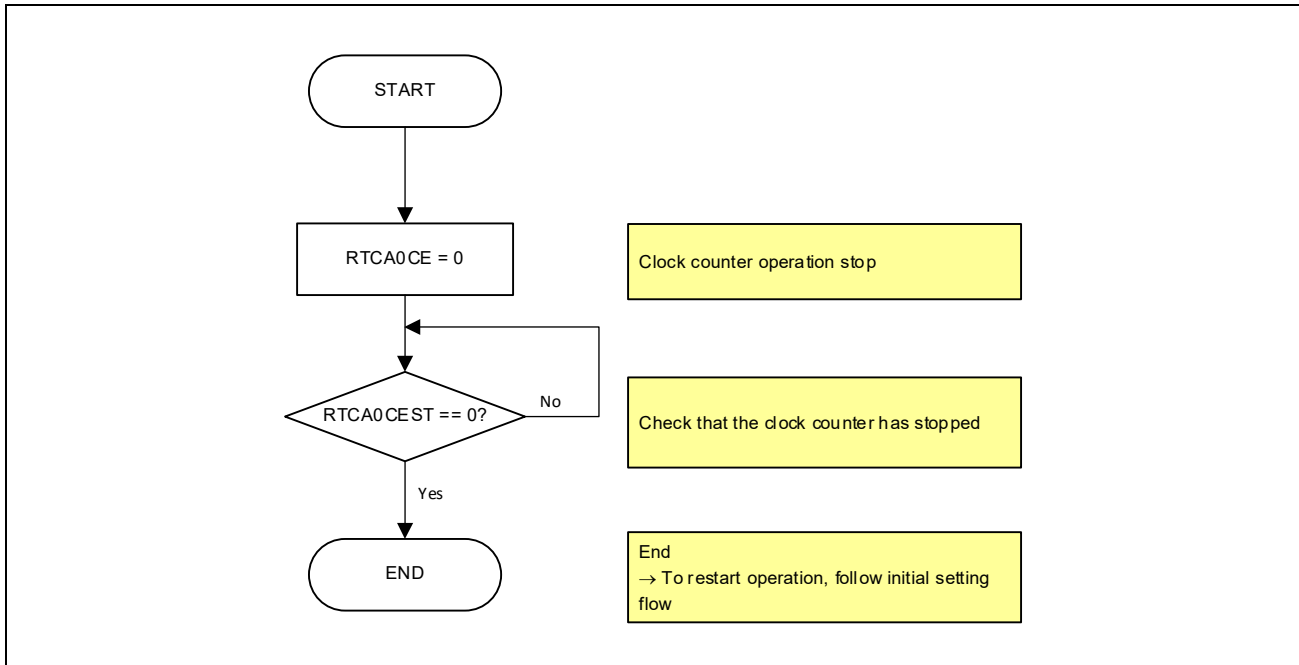 START
RTCA0CE = 0
Clock counter operation stop
RTCA0CEST == 0?
No
Check that the clock counter has stopped
Yes
END
End
→ To restart operation, follow initial setting
flow